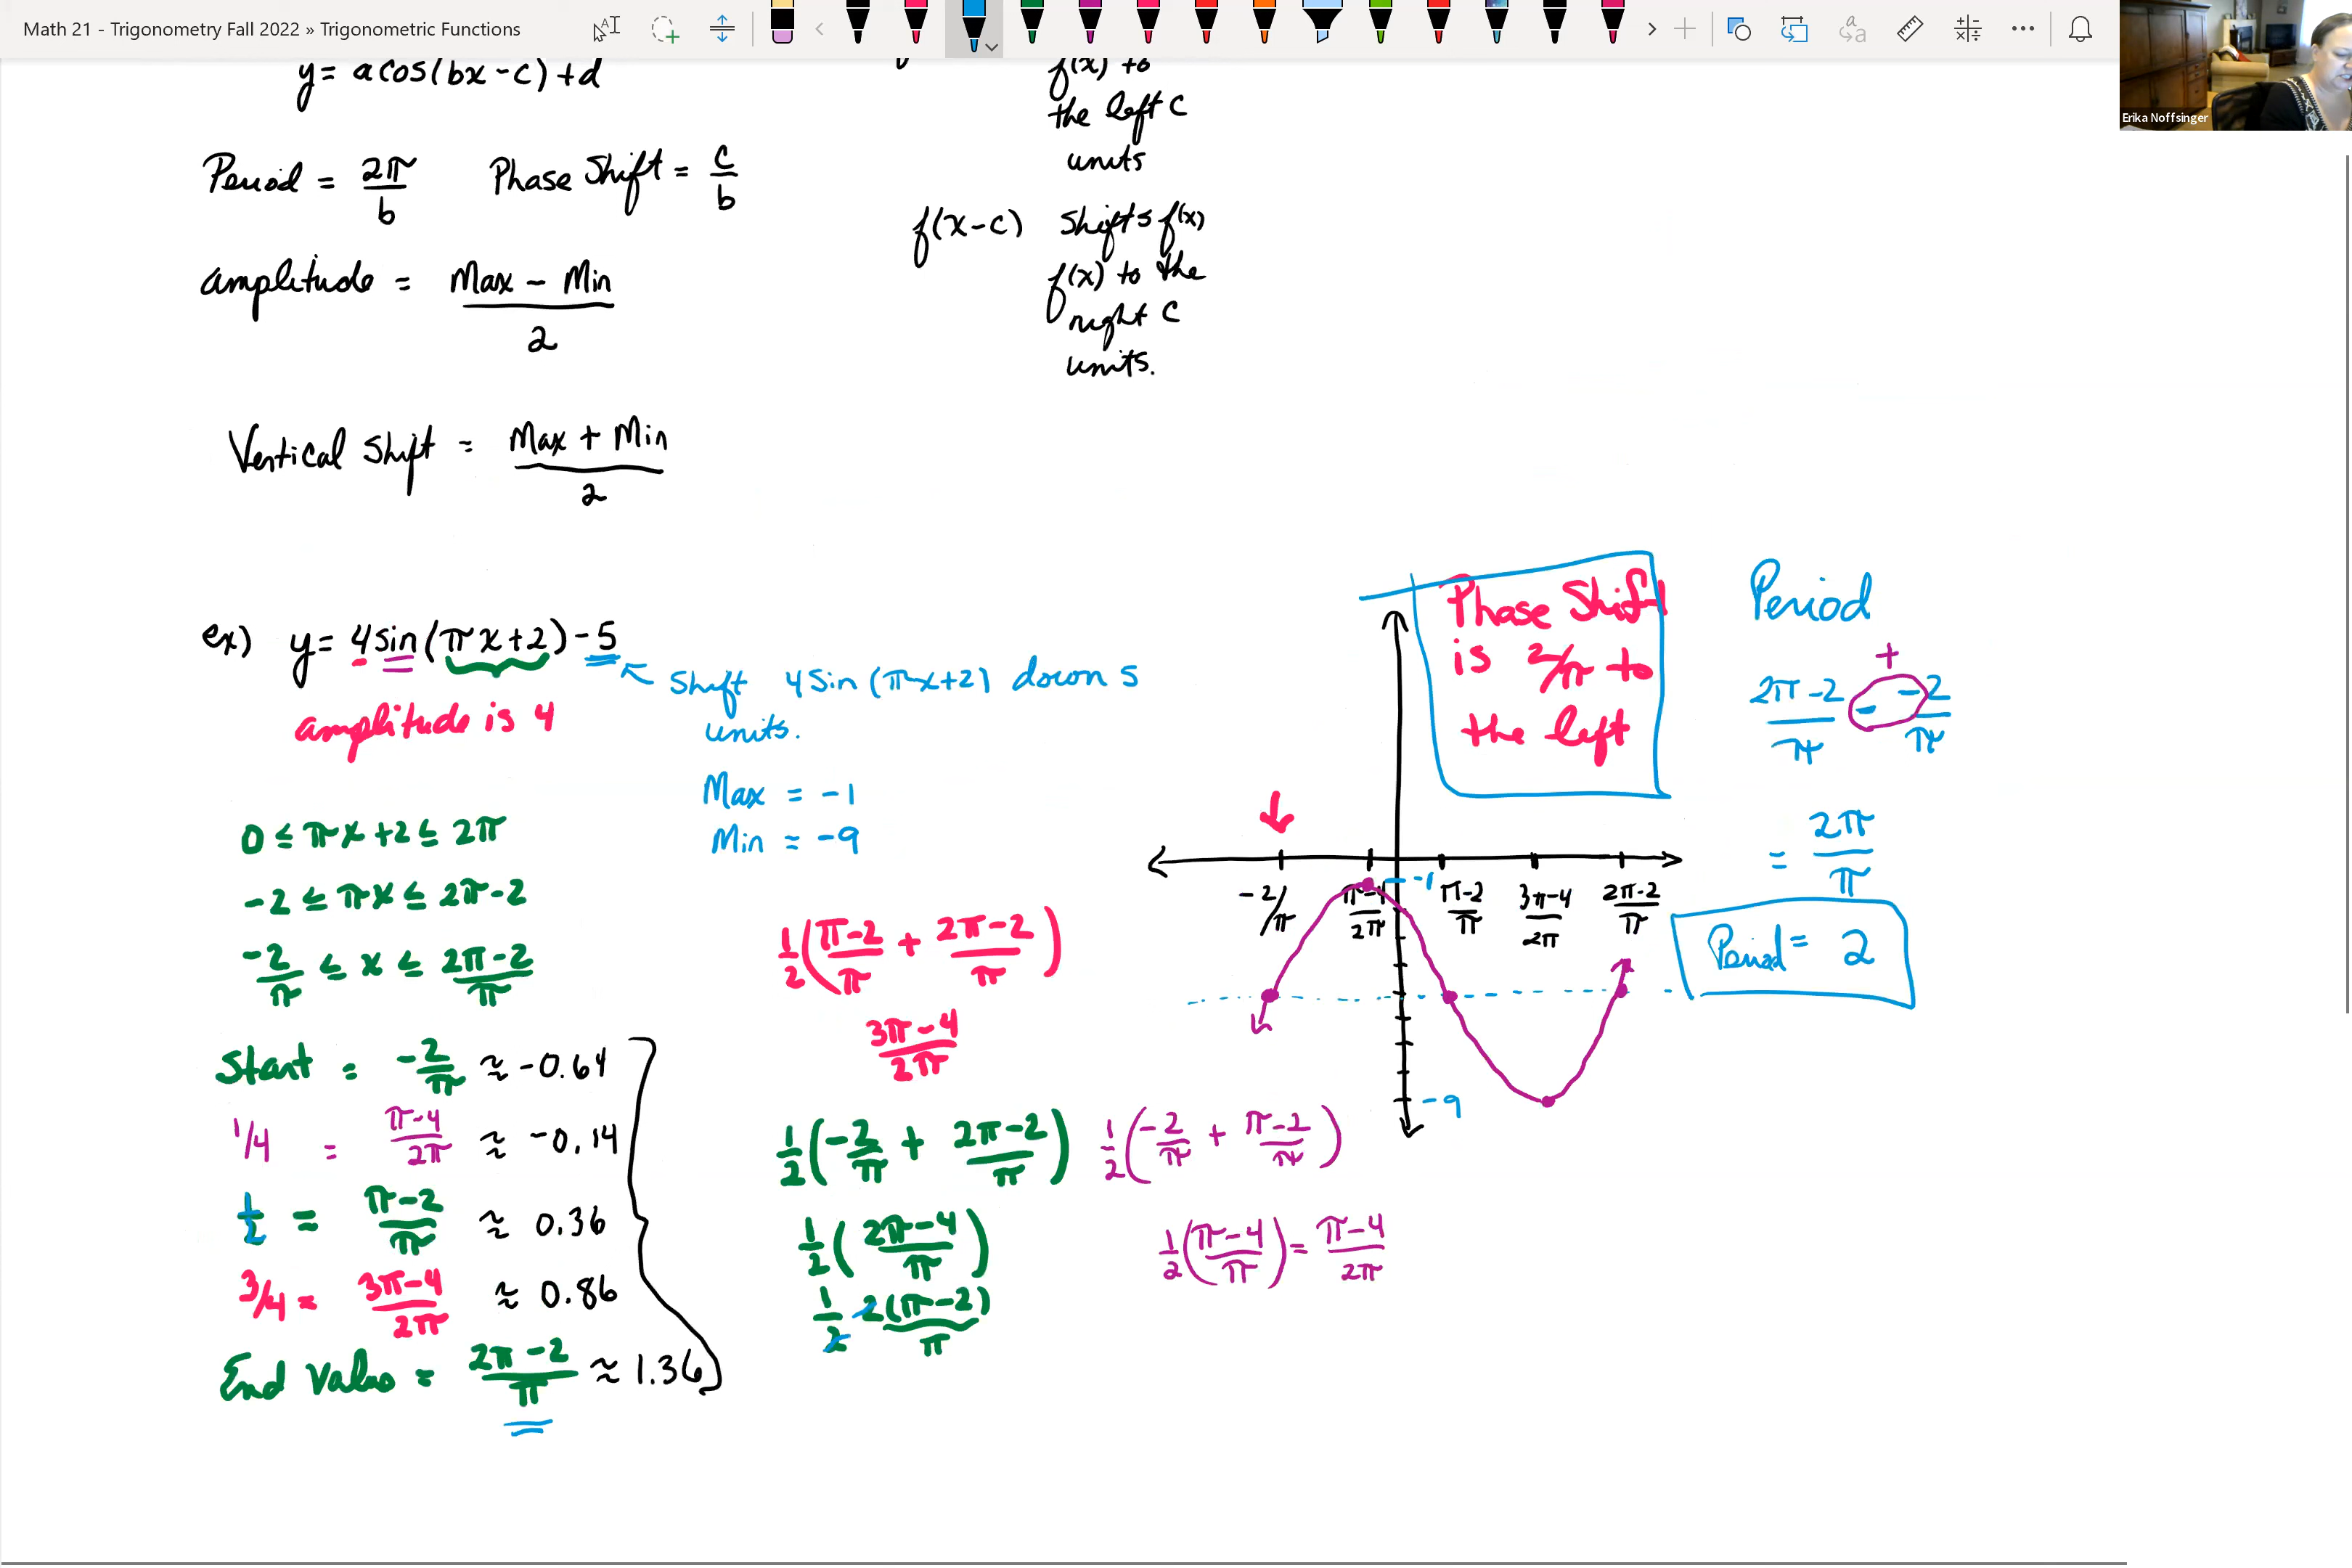 Math 21 - Trigonometry Fall 2022 » Trigonometric Functions
Erika Noffsinger
y = a cos(bx - c) + d
Period = 2π/b    Phase Shift = c/b
amplitude = Max - Min / 2
Vertical Shift = Max + Min / 2
f(x) to
the left c
units
f(x-c) shifts f(x)
f(x) to the
right c
units.
ex) y = 4 sin(πx+2) - 5
amplitude is 4
shift 4 sin(πx+2) down 5
units.
Max = -1
Min = -9
0 ≤ πx + 2 ≤ 2π
-2 ≤ πx ≤ 2π-2
-2/π ≤ x ≤ 2π-2/π
Start = -2/π ≈ -0.64
1/4 = π-4/2π ≈ -0.14
1/2 = π-2/π ≈ 0.36
3/4 = 3π-4/2π ≈ 0.86
End Value = 2π-2/π ≈ 1.36
1/2(π-2/π + 2π-2/π)
3π-4/2π
1/2(-2/π + 2π-2/π)
1/2(2π-4/π)
1/2 2(π-2)/π
1/2(-2/π + π-2/π)
1/2(π-4/π) = π-4/2π
Phase Shift
is 2/π to
the left
-2/π π-4/2π -1 π-2/π 3π-4/2π 2π-2/π
-9
Period
+
2π-2/π - -2/π
= 2π/π
Period = 2